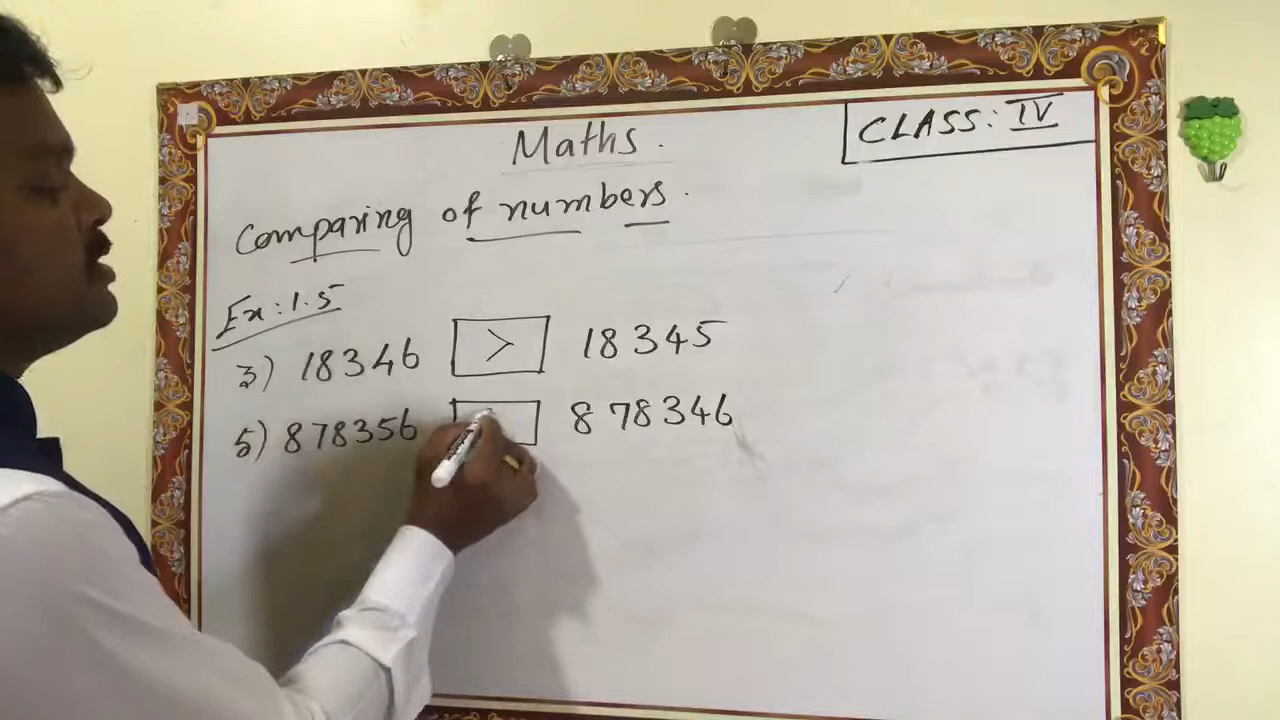 Maths.
CLASS: IV
Comparing of numbers.
Ex: 1.5
3) 18346 > 18345
5) 878356 878346